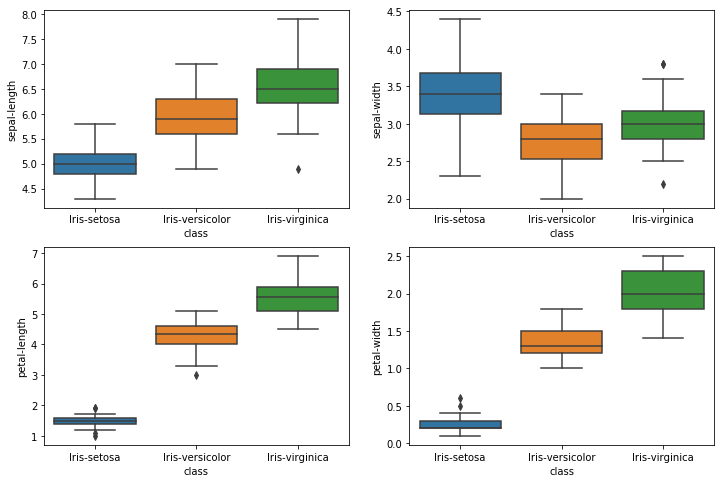 sepal-length
8.0
7.5
7.0
6.5
6.0
5.5
5.0
4.5
Iris-setosa Iris-versicolor Iris-virginica
class
sepal-width
4.5
4.0
3.5
3.0
2.5
2.0
Iris-setosa Iris-versicolor Iris-virginica
class
petal-length
7
6
5
4
3
2
1
Iris-setosa Iris-versicolor Iris-virginica
class
petal-width
2.5
2.0
1.5
1.0
0.5
0.0
Iris-setosa Iris-versicolor Iris-virginica
class